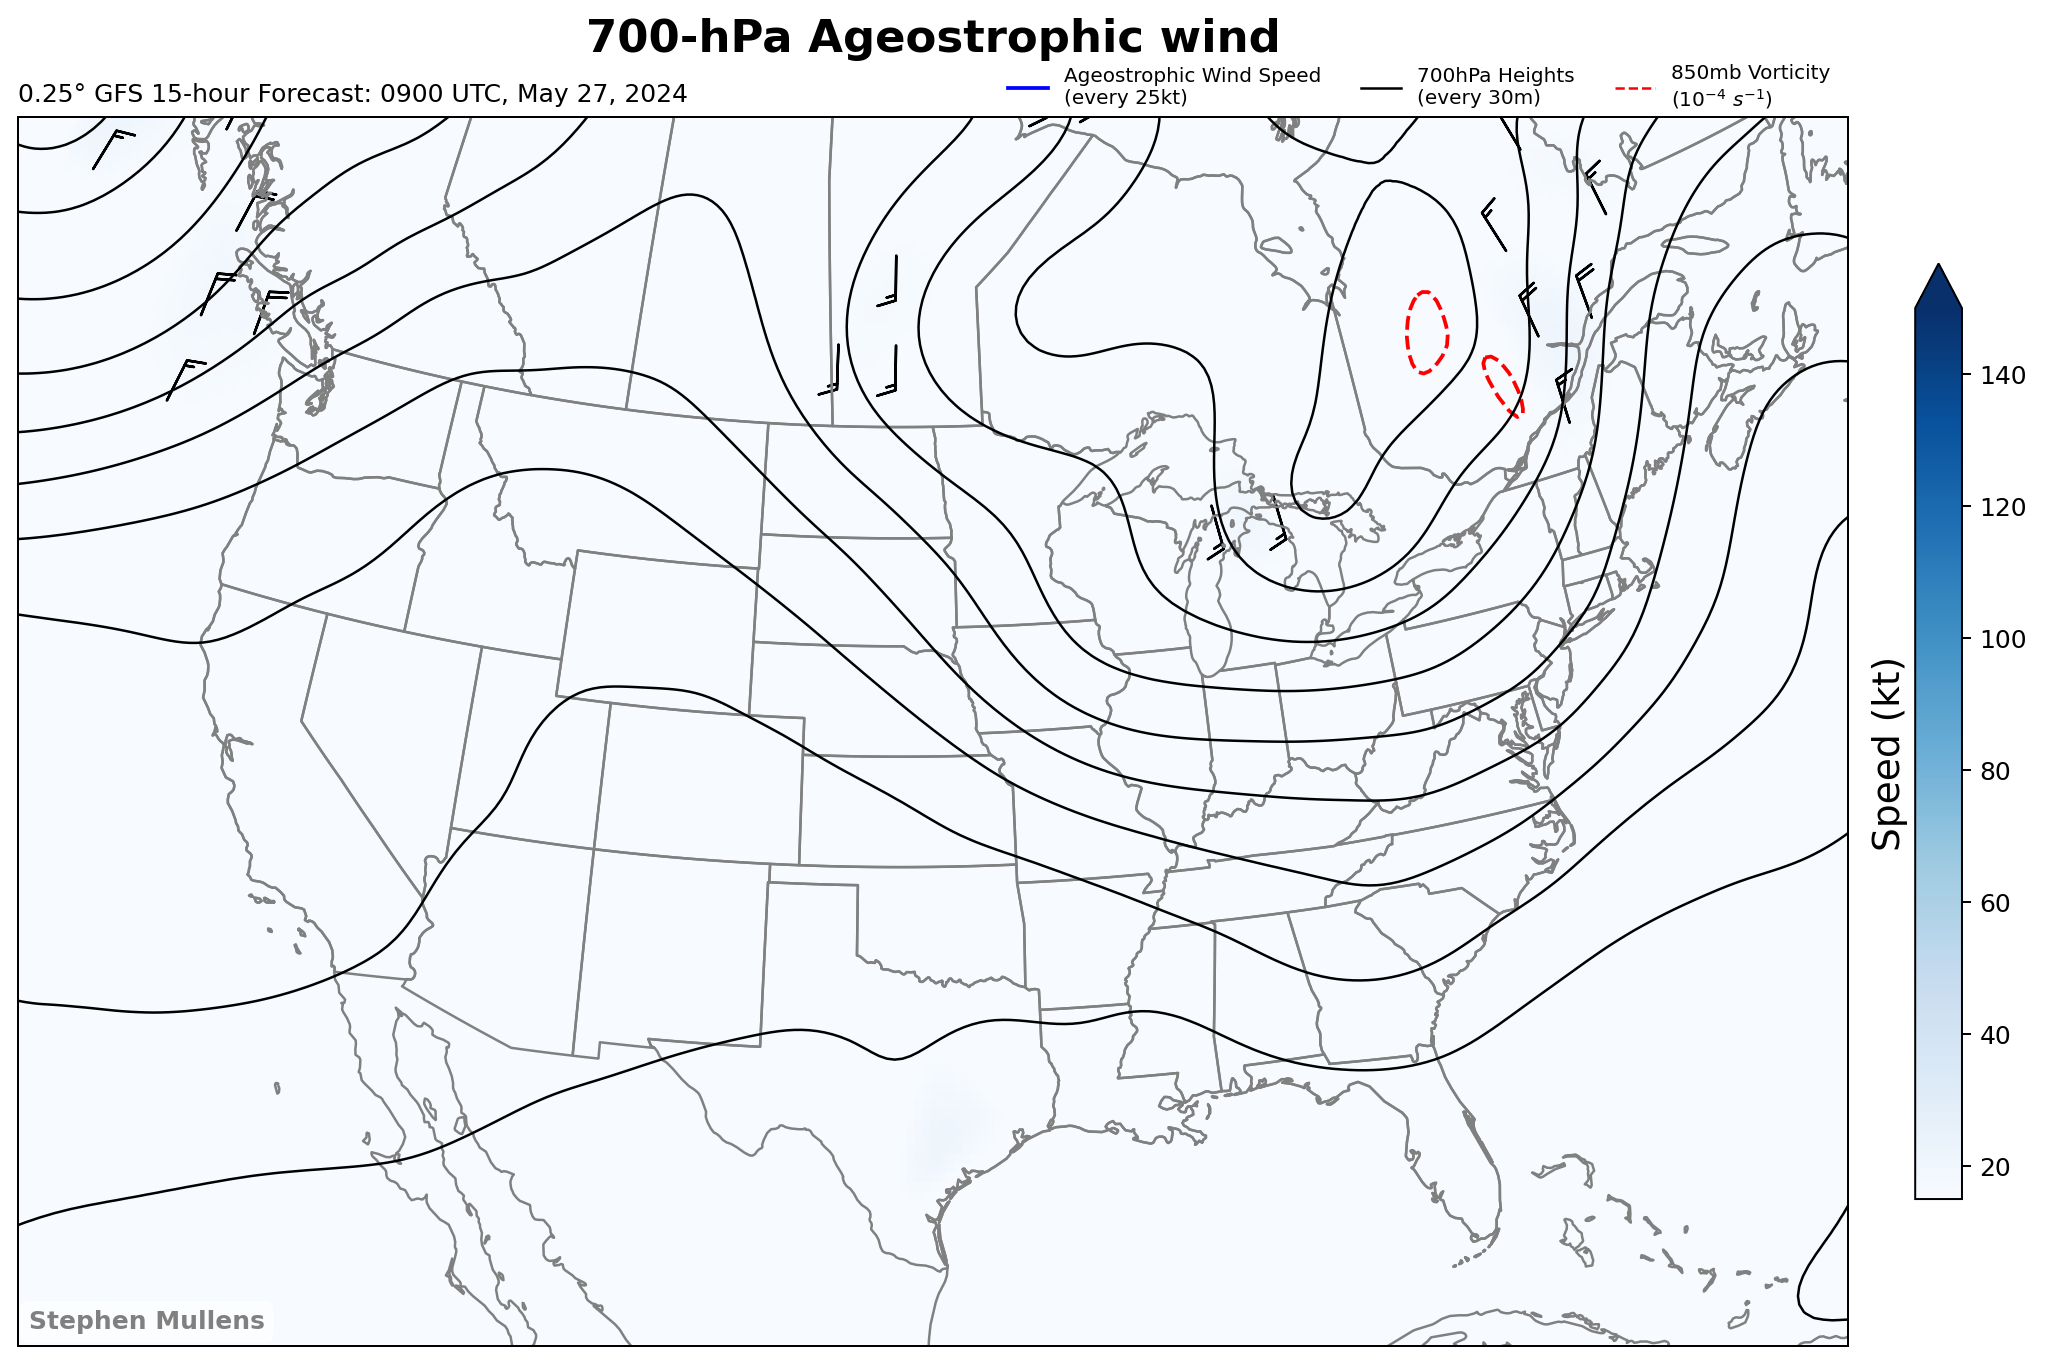 700-hPa Ageostrophic wind
0.25° GFS 15-hour Forecast: 0900 UTC, May 27, 2024
Ageostrophic Wind Speed
(every 25kt)
700hPa Heights
(every 30m)
850mb Vorticity
(10⁻⁴ s⁻¹)
140
120
100
80
60
40
20
Speed (kt)
Stephen Mullens